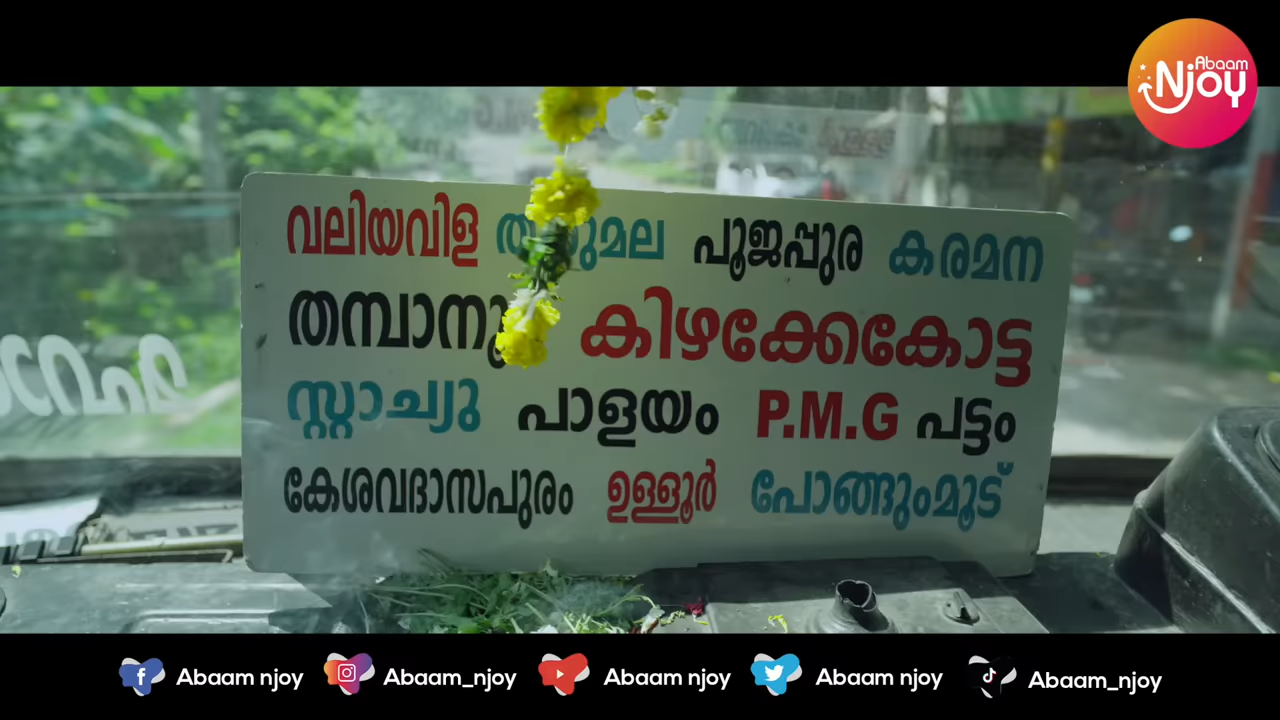 Abaam
Njoy
വലിയവിള പൂജപ്പുര കരമന
കിഴക്കേകോട്ട
സ്റ്റാച്യു പാളയം P.M.G പട്ടം
കേശവദാസപുരം ഉള്ളൂർ പോങ്ങുംമൂട്
Abaam njoy Abaam_njoy Abaam njoy Abaam njoy Abaam_njoy